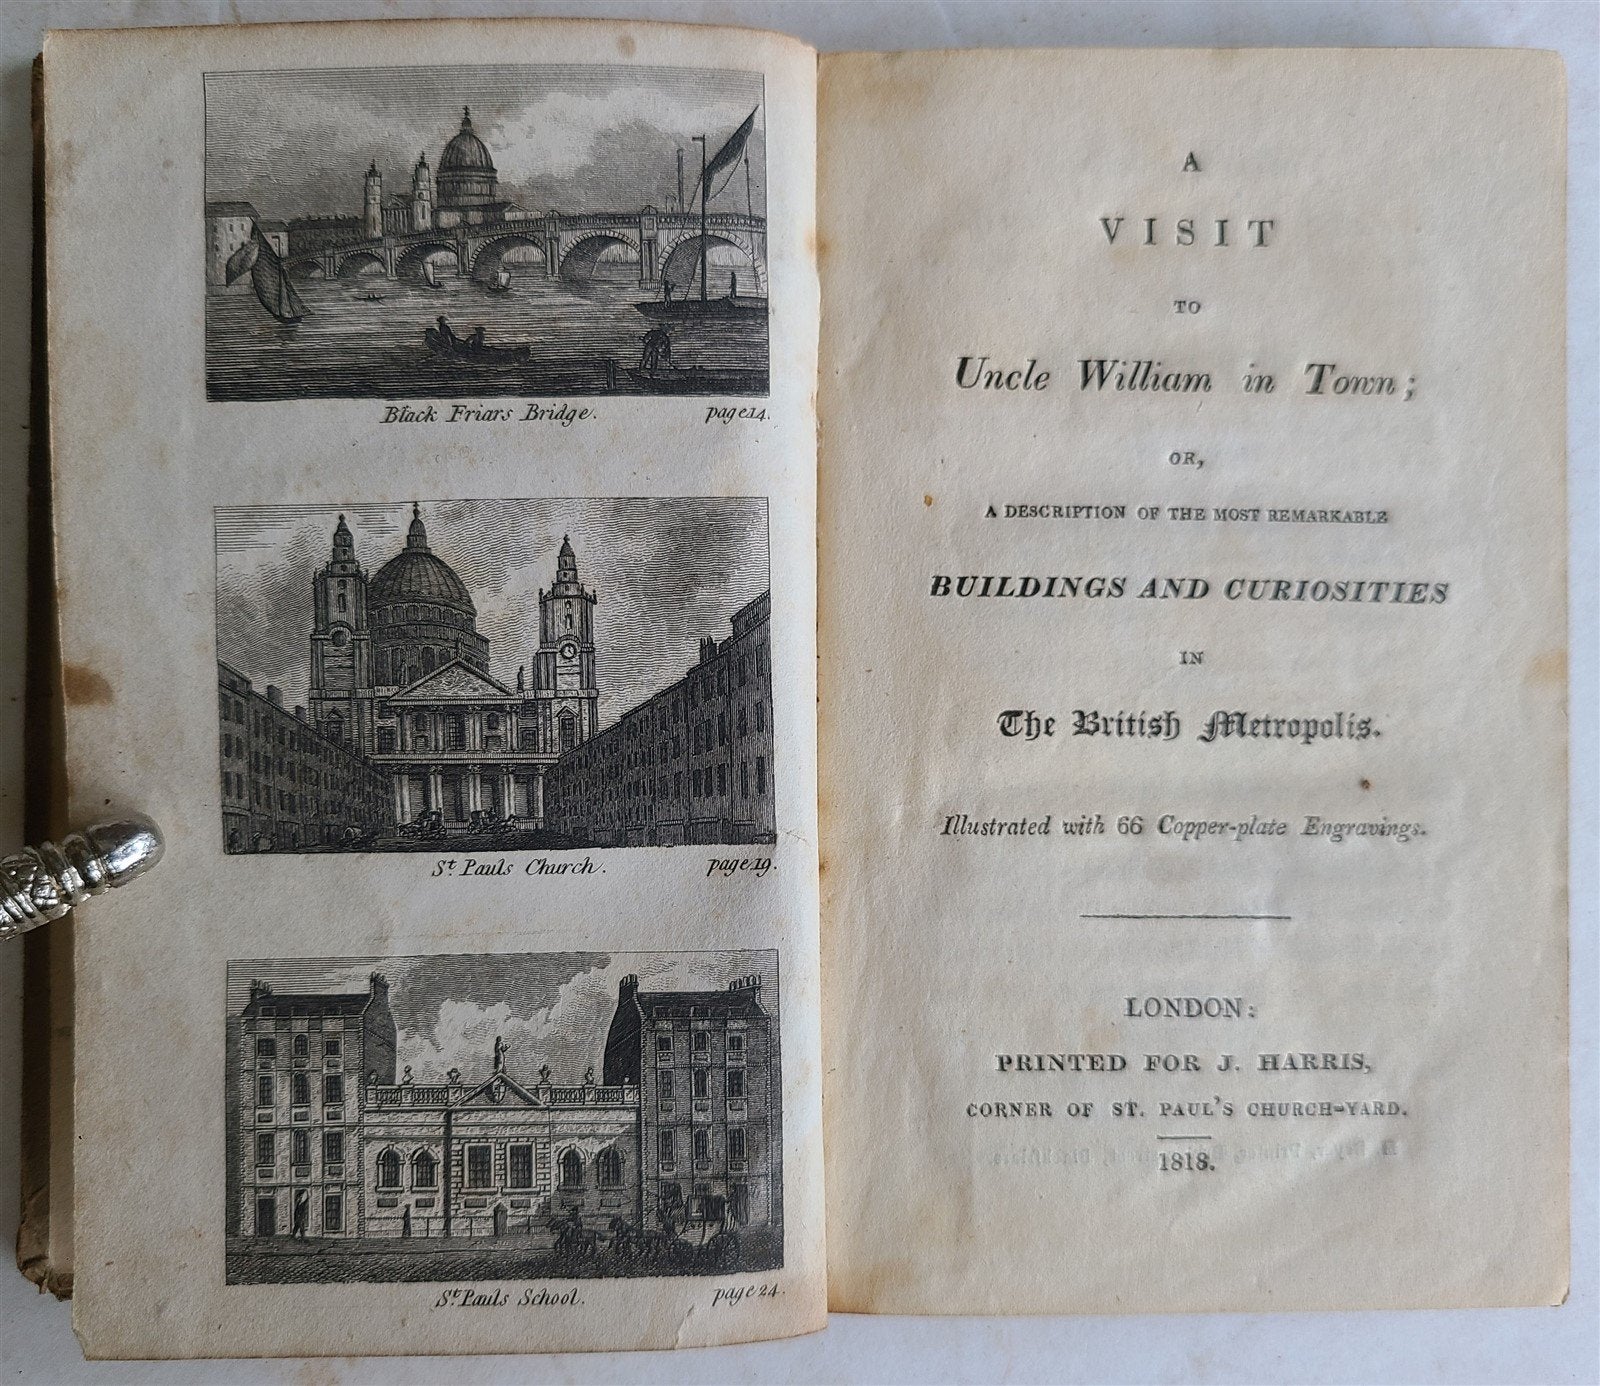 Black Friars Bridge. page 14.
St. Pauls Church. page 19.
St. Pauls School. page 24.
A
VISIT
TO
Uncle William in Town;
OR,
A DESCRIPTION OF THE MOST REMARKABLE
BUILDINGS AND CURIOSITIES
IN
The British Metropolis.
Illustrated with 66 Copper-plate Engravings.
LONDON:
PRINTED FOR J. HARRIS,
CORNER OF ST. PAUL'S CHURCH-YARD.
1818.